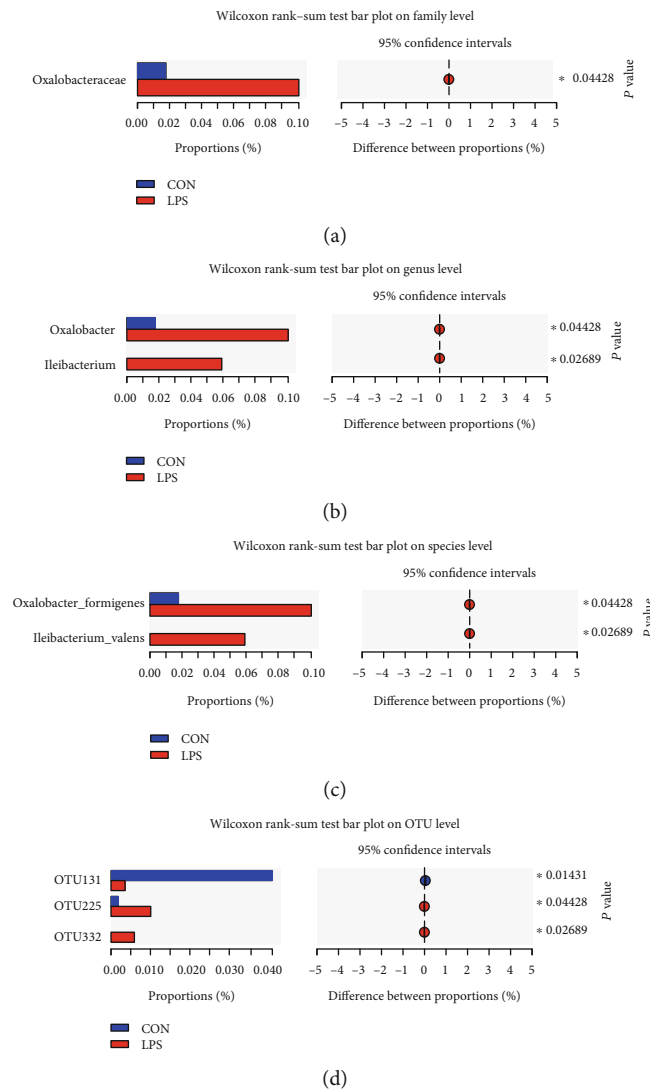 Wilcoxon rank–sum test bar plot on family level
95% confidence intervals
Oxalobacteraceae
* 0.04428
P value
0.00 0.02 0.04 0.06 0.08 0.10
–5 –4 –3 –2 –1 0 1 2 3 4 5
Proportions (%)
Difference between proportions (%)
CON
LPS
(a)
Wilcoxon rank-sum test bar plot on genus level
95% confidence intervals
Oxalobacter
* 0.04428
Ileibacterium
* 0.02689
P value
0.00 0.02 0.04 0.06 0.08 0.10
–5 –4 –3 –2 –1 0 1 2 3 4 5
Proportions (%)
Difference between proportions (%)
CON
LPS
(b)
Wilcoxon rank-sum test bar plot on species level
95% confidence intervals
Oxalobacter_formigenes
* 0.04428
Ileibacterium_valens
* 0.02689
P value
0.00 0.02 0.04 0.06 0.08 0.10
–5 –4 –3 –2 –1 0 1 2 3 4 5
Proportions (%)
Difference between proportions (%)
CON
LPS
(c)
Wilcoxon rank-sum test bar plot on OTU level
95% confidence intervals
OTU131
* 0.01431
OTU225
* 0.04428
OTU332
* 0.02689
P value
0.00 0.010 0.020 0.030 0.040
–5 –4 –3 –2 –1 0 1 2 3 4 5
Proportions (%)
Difference between proportions (%)
CON
LPS
(d)